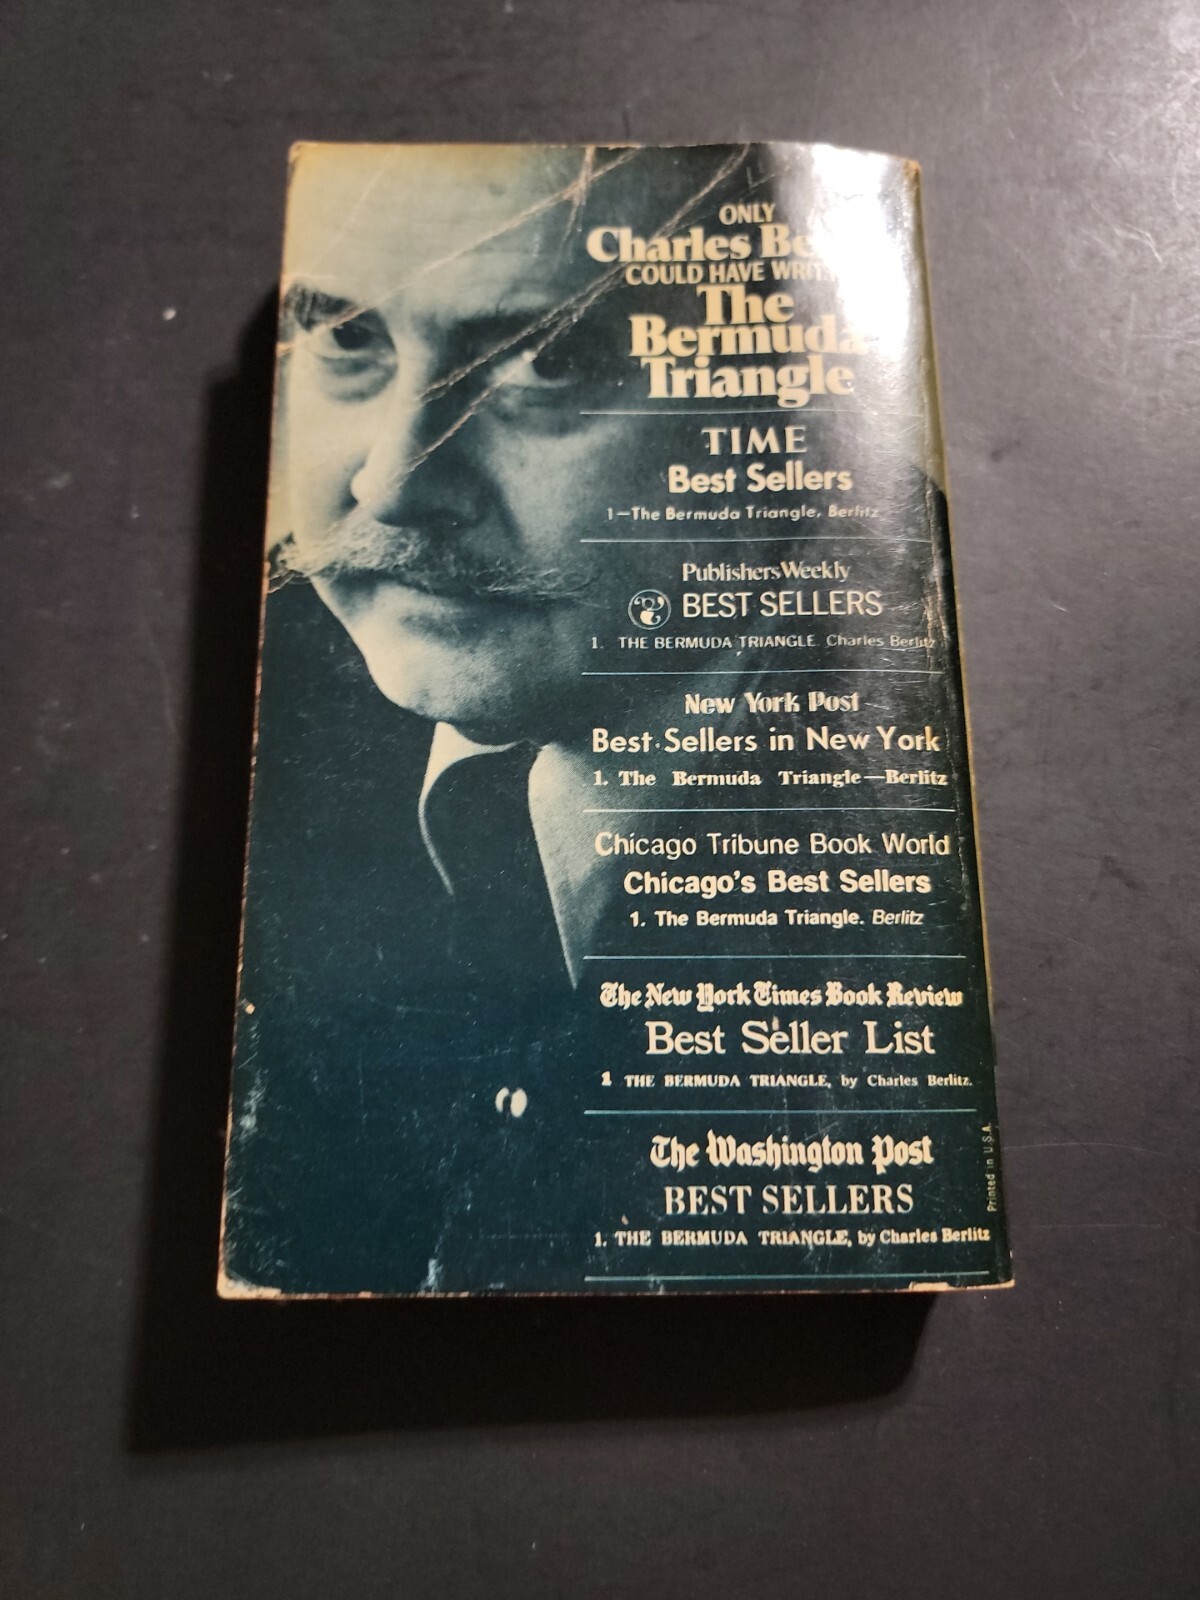 ONLY
Charles
COULD HAVE
The
Bermuda
Triangle
TIME
Best Sellers
1—The Bermuda Triangle, Berlitz
Publishers Weekly
BEST SELLERS
1. THE BERMUDA TRIANGLE. Charles Berlitz
New York Post
Best Sellers in New York
1. The Bermuda Triangle—Berlitz
Chicago Tribune Book World
Chicago's Best Sellers
1. The Bermuda Triangle. Berlitz
The New York Times Book Review
Best Seller List
1 THE BERMUDA TRIANGLE, by Charles Berlitz.
The Washington Post
BEST SELLERS
1. THE BERMUDA TRIANGLE, by Charles Berlitz
Printed in U.S.A.